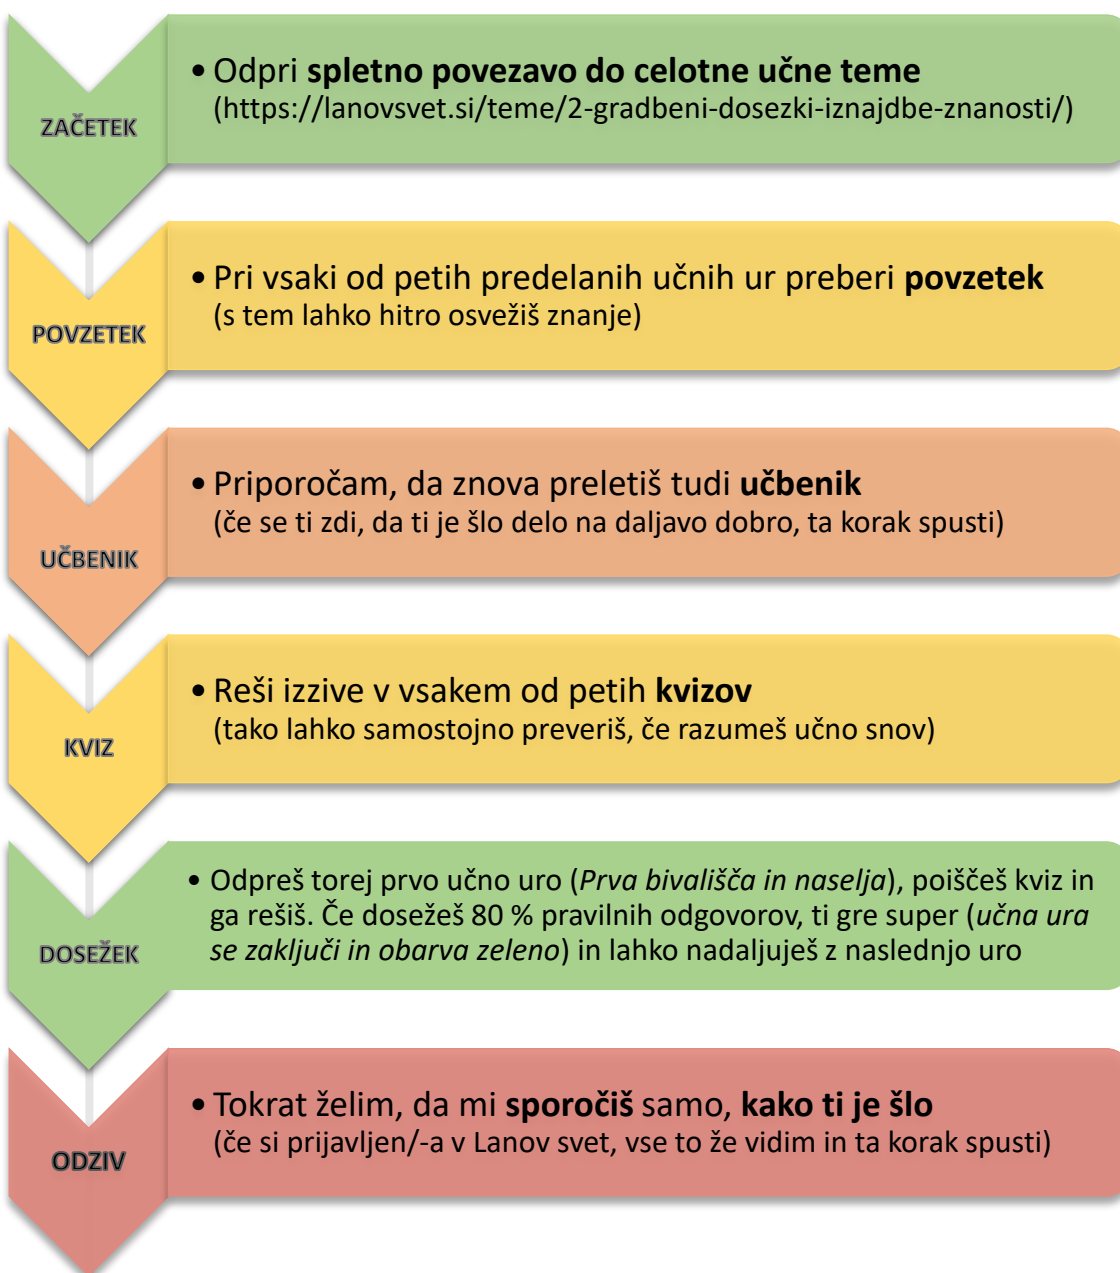 ZAČETEK
• Odpri spletno povezavo do celotne učne teme
(https://lanovsvet.si/teme/2-gradbeni-dosezki-iznajdbe-znanosti/)
POVZETEK
• Pri vsaki od petih predelanih učnih ur preberi povzetek
(s tem lahko hitro osvežiš znanje)
UČBENIK
• Priporočam, da znova preletiš tudi učbenik
(če se ti zdi, da ti je šlo delo na daljavo dobro, ta korak spusti)
KVIZ
• Reši izzive v vsakem od petih kvizov
(tako lahko samostojno preveriš, če razumeš učno snov)
DOSEŽEK
• Odpreš torej prvo učno uro (Prva bivališča in naselja), poiščeš kviz in
ga rešiš. Če dosežeš 80 % pravilnih odgovorov, ti gre super (učna ura
se zaključi in obarva zeleno) in lahko nadaljuješ z naslednjo uro
ODZIV
• Tokrat želim, da mi sporočiš samo, kako ti je šlo
(če si prijavljen/-a v Lanov svet, vse to že vidim in ta korak spusti)